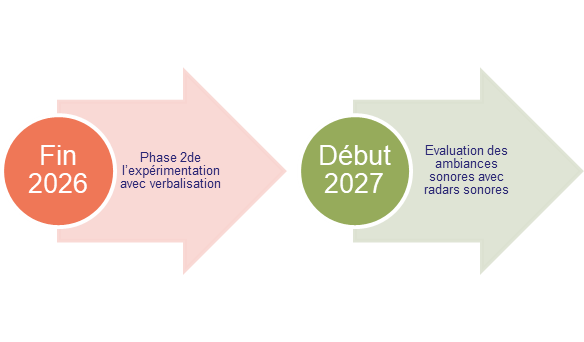 Fin
2026
Phase 2de
l'expérimentation
avec verbalisation
Début
2027
Evaluation des
ambiances
sonores avec
radars sonores